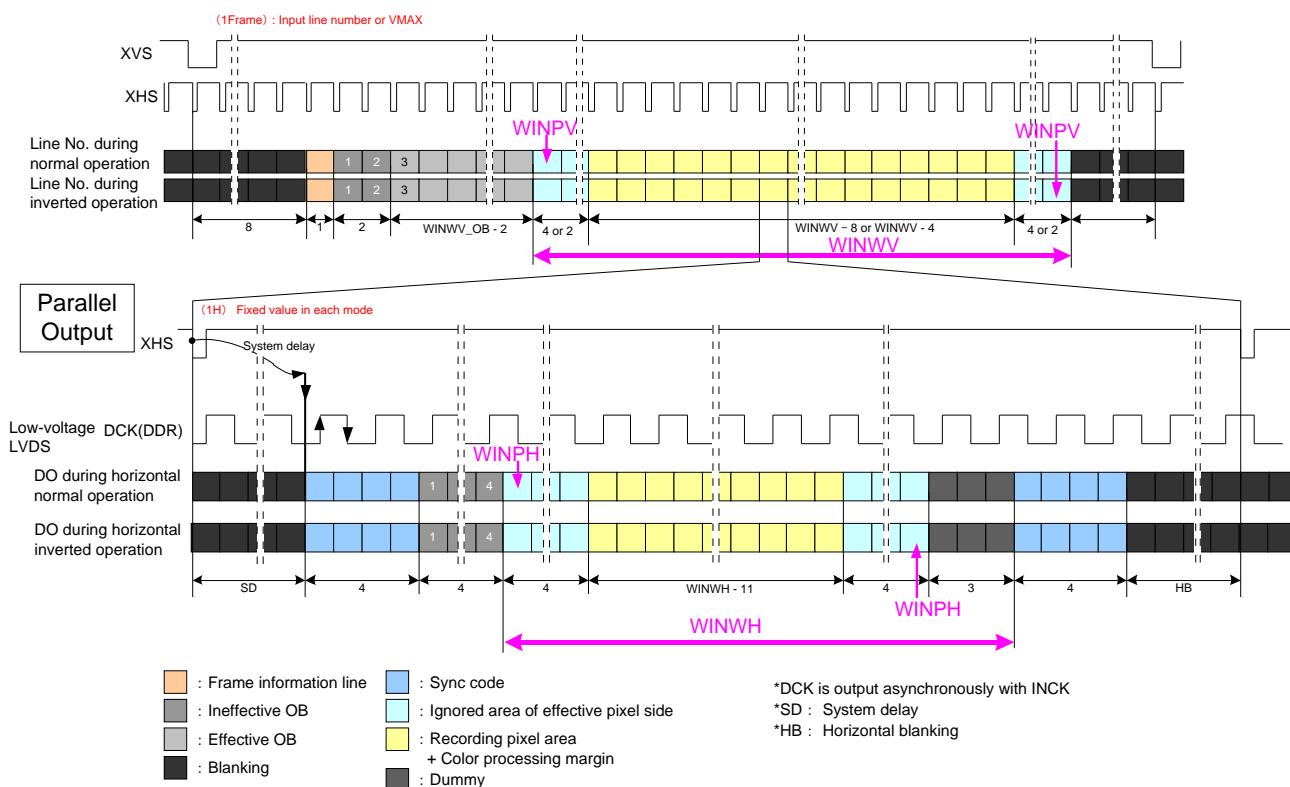 (1Frame) : Input line number or VMAX
XVS
XHS
WINPV
WINPV
Line No. during
normal operation
1 2 3
Line No. during
inverted operation
1 2 3
8
1
2
WINWV_OB - 2
4 or 2
WINWV – 8 or WINWV - 4
4 or 2
WINWV
Parallel
Output
(1H) Fixed value in each mode
XHS
System delay
Low-voltage
LVDS
DCK(DDR)
WINPH
DO during horizontal
normal operation
1 4
DO during horizontal
inverted operation
1 4
SD
4
4
4
WINWH - 11
4
3
4
HB
WINPH
WINWH
: Frame information line
: Ineffective OB
: Effective OB
: Blanking
: Sync code
: Ignored area of effective pixel side
: Recording pixel area
+ Color processing margin
: Dummy
*DCK is output asynchronously with INCK
*SD : System delay
*HB : Horizontal blanking